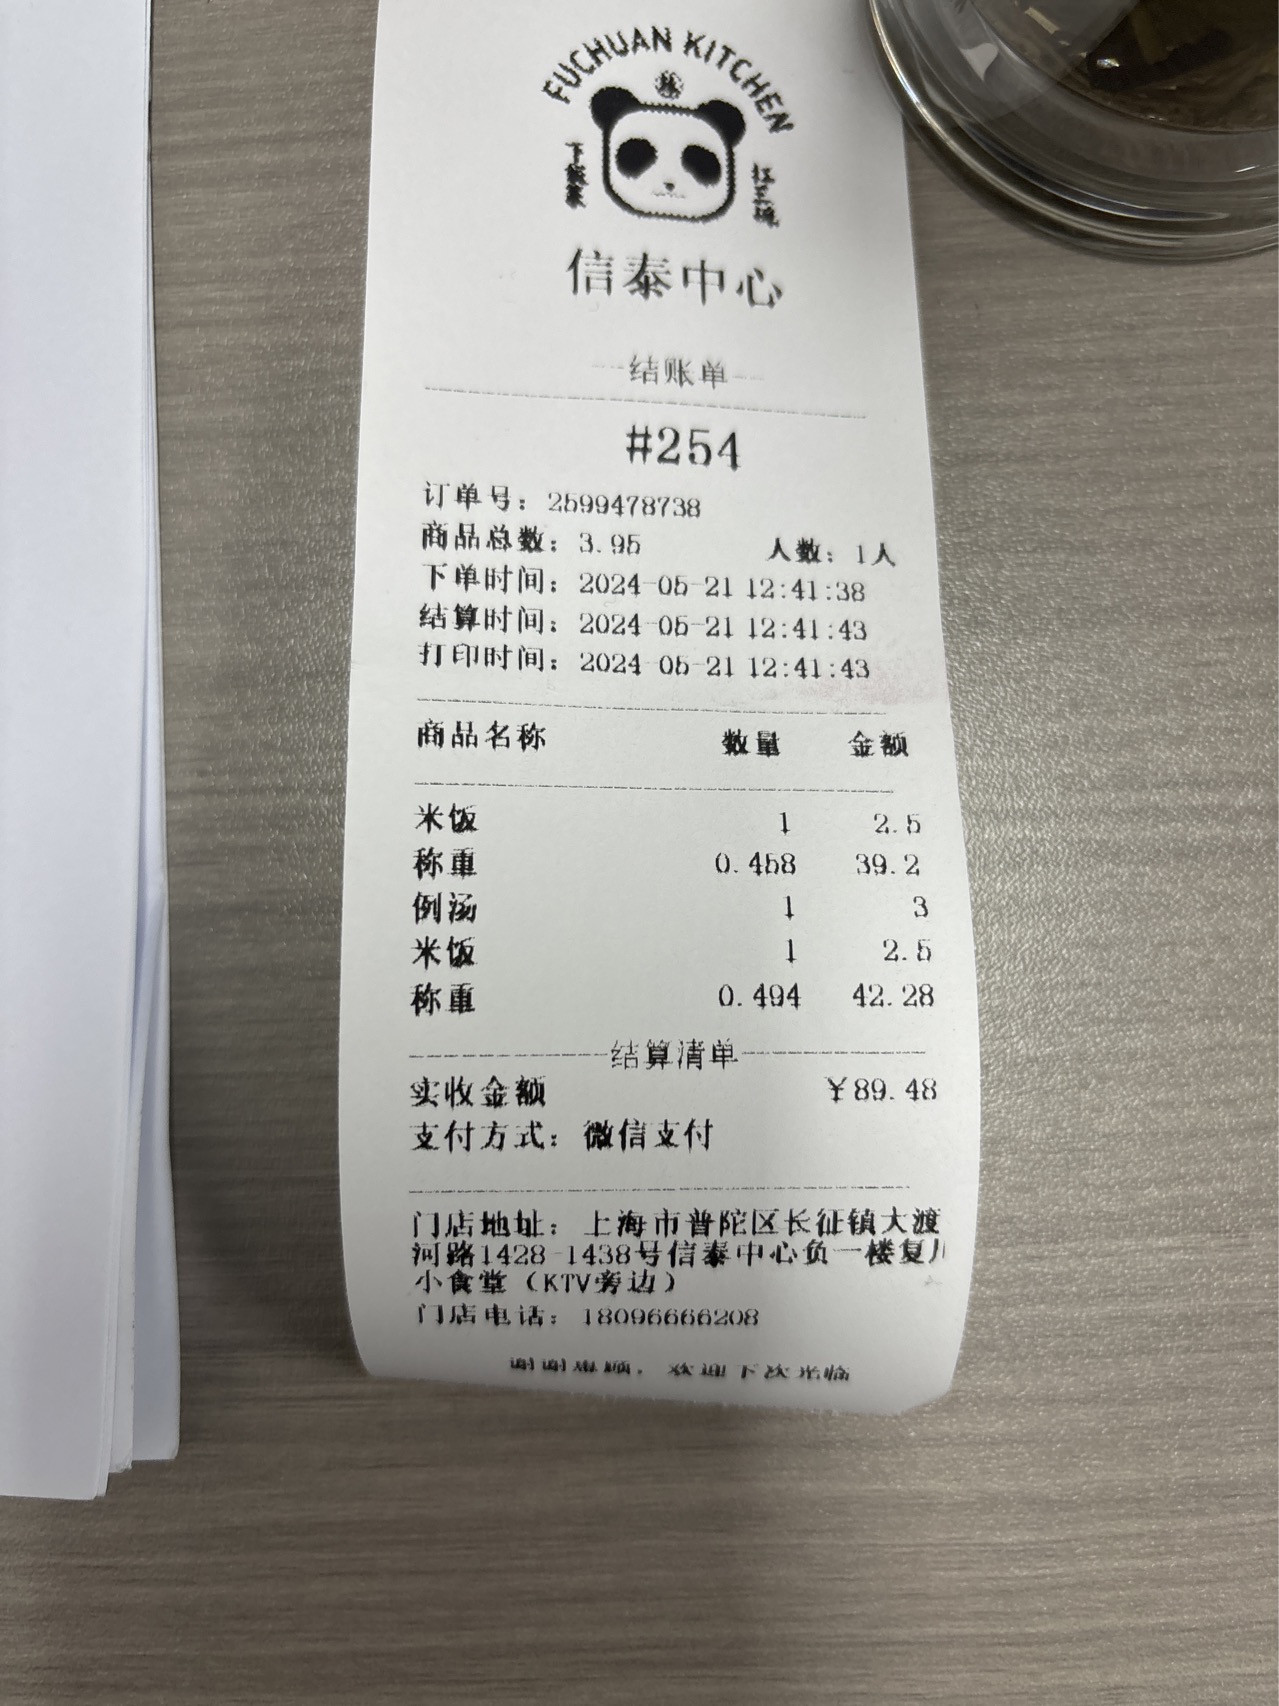 FUCHUAN KITCHEN
下饭菜
扛三碗
信泰中心
结账单
#254
订单号：2599478738
商品总数：3.95 人数：1人
下单时间：2024-05-21 12:41:38
结算时间：2024-05-21 12:41:43
打印时间：2024-05-21 12:41:43
商品名称 数量 金额
米饭 1 2.5
称重 0.458 39.2
例汤 1 3
米饭 1 2.5
称重 0.494 42.28
结算清单
实收金额 ￥89.48
支付方式：微信支付
门店地址：上海市普陀区长征镇大渡
河路1428-1438号信泰中心负一楼复川
小食堂（KTV旁边）
门店电话：18096666208
谢谢惠顾，欢迎下次光临